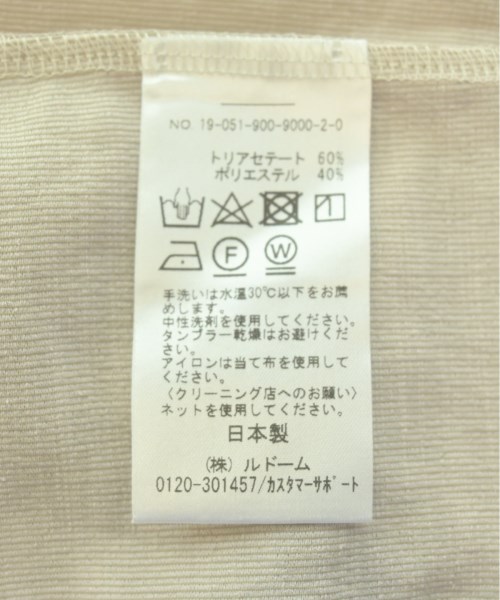 NO. 19-051-900-9000-2-0
トリアセテート 60%
ポリエステル 40%
F W
手洗いは水温30℃以下をお薦
めします。
中性洗剤を使用してください。
タンブラー乾燥はお避けくだ
さい。
アイロンは当て布を使用して
ください。
〈クリーニング店へのお願い〉
ネットを使用してください。
日本製
(株) ルドーム
0120-301457/カスタマーサポート